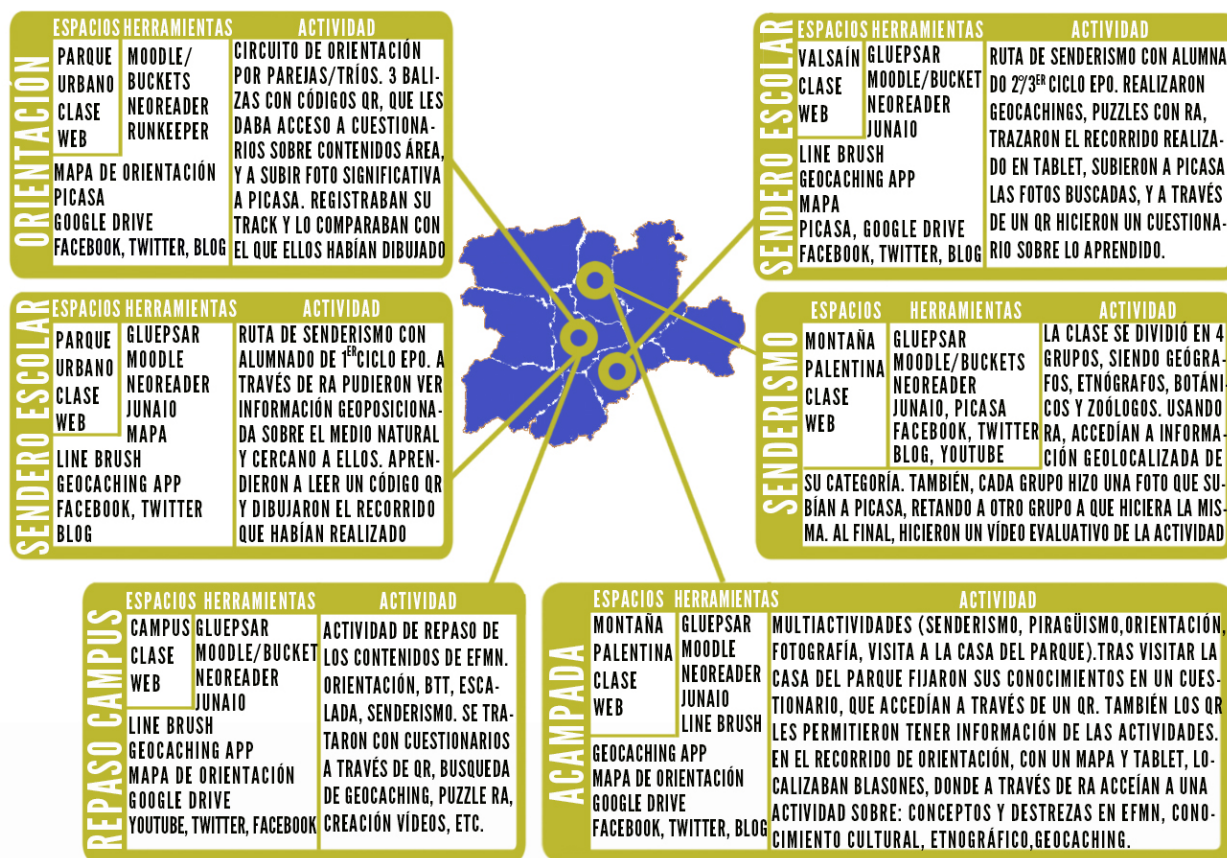 ORIENTACIÓN
ESPACIOS HERRAMIENTAS ACTIVIDAD
PARQUE
URBANO
CLASE
WEB
MOODLE/
BUCKETS
NEOREADER
RUNKEEPER
MAPA DE ORIENTACIÓN
PICASA
GOOGLE DRIVE
FACEBOOK, TWITTER, BLOG
CIRCUITO DE ORIENTACIÓN
POR PAREJAS/TRÍOS. 3 BALI-
ZAS CON CÓDIGOS QR, QUE LES
DABA ACCESO A CUESTIONA-
RIOS SOBRE CONTENIDOS ÁREA,
Y A SUBIR FOTO SIGNIFICATIVA
A PICASA. REGISTRABAN SU
TRACK Y LO COMPARABAN CON
EL QUE ELLOS HABÍAN DIBUJADO
SENDERO ESCOLAR
ESPACIOS HERRAMIENTAS ACTIVIDAD
VALSAÍN
CLASE
WEB
GLUEPSAR
MOODLE/BUCKET
NEOREADER
JUNAIO
LINE BRUSH
GEOCACHING APP
MAPA
PICASA, GOOGLE DRIVE
FACEBOOK, TWITTER, BLOG
RUTA DE SENDERISMO CON ALUMNA
DO 2º/3ER CICLO EPO. REALIZARON
GEOCACHINGS, PUZZLES CON RA,
TRAZARON EL RECORRIDO REALIZA-
DO EN TABLET, SUBIERON A PICASA
LAS FOTOS BUSCADAS, Y A TRAVÉS
DE UN QR HICIERON UN CUESTIONA-
RIO SOBRE LO APRENDIDO.
SENDERO ESCOLAR
ESPACIOS HERRAMIENTAS ACTIVIDAD
PARQUE
URBANO
CLASE
WEB
GLUEPSAR
MOODLE
NEOREADER
JUNAIO
MAPA
LINE BRUSH
GEOCACHING APP
FACEBOOK, TWITTER
BLOG
RUTA DE SENDERISMO CON
ALUMNADO DE 1ER CICLO EPO. A
TRAVÉS DE RA PUDIERON VER
INFORMACIÓN GEOPOSICIONA-
DA SOBRE EL MEDIO NATURAL
Y CERCANO A ELLOS. APREN-
DIERON A LEER UN CÓDIGO QR
Y DIBUJARON EL RECORRIDO
QUE HABÍAN REALIZADO
SENDERISMO
ESPACIOS HERRAMIENTAS ACTIVIDAD
MONTAÑA
PALENTINA
CLASE
WEB
GLUEPSAR
MOODLE/BUCKETS
NEOREADER
JUNAIO, PICASA
FACEBOOK, TWITTER
BLOG, YOUTUBE
LA CLASE SE DIVIDIÓ EN 4
GRUPOS, SIENDO GEÓGRA-
FOS, ETNÓGRAFOS, BOTÁNI-
COS Y ZOÓLOGOS. USANDO
RA, ACCEDÍAN A INFORMA-
CIÓN GEOLOCALIZADA DE
SU CATEGORÍA. TAMBIÉN, CADA GRUPO HIZO UNA FOTO QUE SU-
BÍAN A PICASA, RETANDO A OTRO GRUPO A QUE HICIERA LA MIS-
MA. AL FINAL, HICIERON UN VÍDEO EVALUATIVO DE LA ACTIVIDAD
REPASO CAMPUS
ESPACIOS HERRAMIENTAS ACTIVIDAD
CAMPUS
CLASE
WEB
GLUEPSAR
MOODLE/BUCKET
NEOREADER
JUNAIO
LINE BRUSH
GEOCACHING APP
MAPA DE ORIENTACIÓN
GOOGLE DRIVE
YOUTUBE, TWITTER, FACEBOOK
ACTIVIDAD DE REPASO DE
LOS CONTENIDOS DE EFMN.
ORIENTACIÓN, BTT, ESCA-
LADA, SENDERISMO. SE TRA-
TARON CON CUESTIONARIOS
A TRAVÉS DE QR, BUSQUEDA
DE GEOCACHING, PUZZLE RA,
CREACIÓN VÍDEOS, ETC.
ACAMPADA
ESPACIOS HERRAMIENTAS ACTIVIDAD
MONTAÑA
PALENTINA
CLASE
WEB
GLUEPSAR
MOODLE
NEOREADER
JUNAIO
LINE BRUSH
GEOCACHING APP
MAPA DE ORIENTACIÓN
GOOGLE DRIVE
FACEBOOK, TWITTER, BLOG
MULTIACTIVIDADES (SENDERISMO, PIRAGÜISMO,ORIENTACIÓN,
FOTOGRAFÍA, VISITA A LA CASA DEL PARQUE).TRAS VISITAR LA
CASA DEL PARQUE FIJARON SUS CONOCIMIENTOS EN UN CUES-
TIONARIO, QUE ACCEDÍAN A TRAVÉS DE UN QR. TAMBIÉN LOS QR
LES PERMITIERON TENER INFORMACIÓN DE LAS ACTIVIDADES.
EN EL RECORRIDO DE ORIENTACIÓN, CON UN MAPA Y TABLET, LO-
CALIZABAN BLASONES, DONDE A TRAVÉS DE RA ACCEÍAN A UNA
ACTIVIDAD SOBRE: CONCEPTOS Y DESTREZAS EN EFMN, CONO-
CIMIENTO CULTURAL, ETNOGRÁFICO,GEOCACHING.